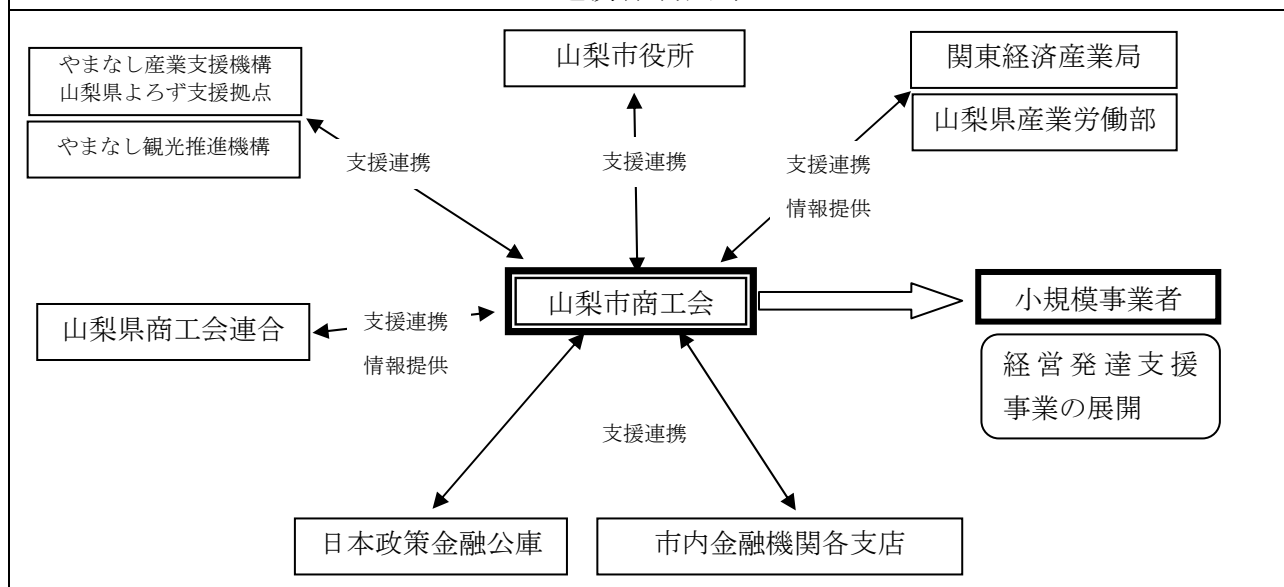 やまなし産業支援機構
山梨県よろず支援拠点
やまなし観光推進機構
山梨市役所
関東経済産業局
山梨県産業労働部
支援連携
支援連携
支援連携
情報提供
山梨県商工会連合
支援連携
情報提供
山梨市商工会
小規模事業者
経営発達支援
事業の展開
支援連携
日本政策金融公庫
市内金融機関各支店